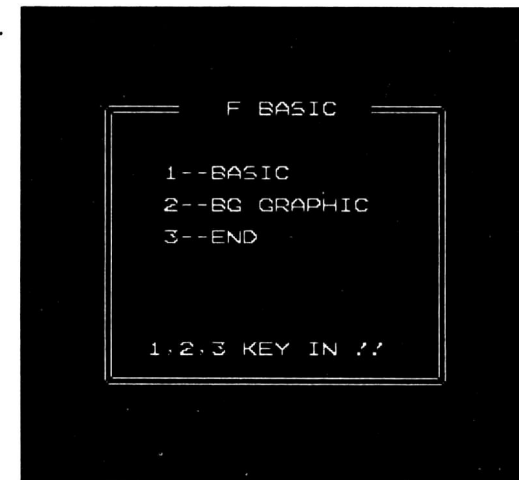 F BASIC
1--BASIC
2--BG GRAPHIC
3--END
1,2,3 KEY IN !!